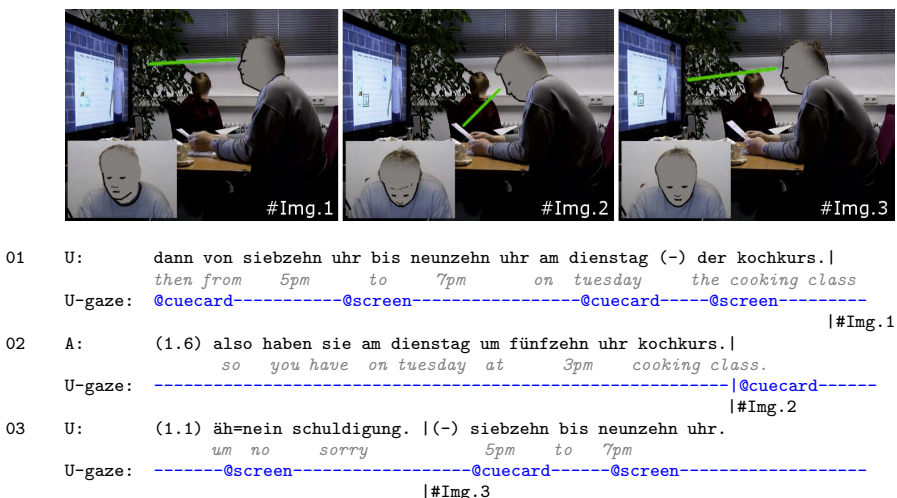 #Img.1 #Img.2 #Img.3
01 U: dann von siebzehn uhr bis neunzehn uhr am dienstag (-) der kochkurs.|
then from 5pm to 7pm on tuesday the cooking class
U-gaze: @cuecard-----------@screen-----------------@cuecard-----@screen---------
|#Img.1
02 A: (1.6) also haben sie am dienstag um fünfzehn uhr kochkurs.|
so you have on tuesday at 3pm cooking class.
U-gaze: ----------------------------------------------------------|@cuecard------
|#Img.2
03 U: (1.1) äh=nein schuldigung. |(-) siebzehn bis neunzehn uhr.
um no sorry 5pm to 7pm
U-gaze: -------@screen------------------@cuecard------@screen-------------------
|#Img.3